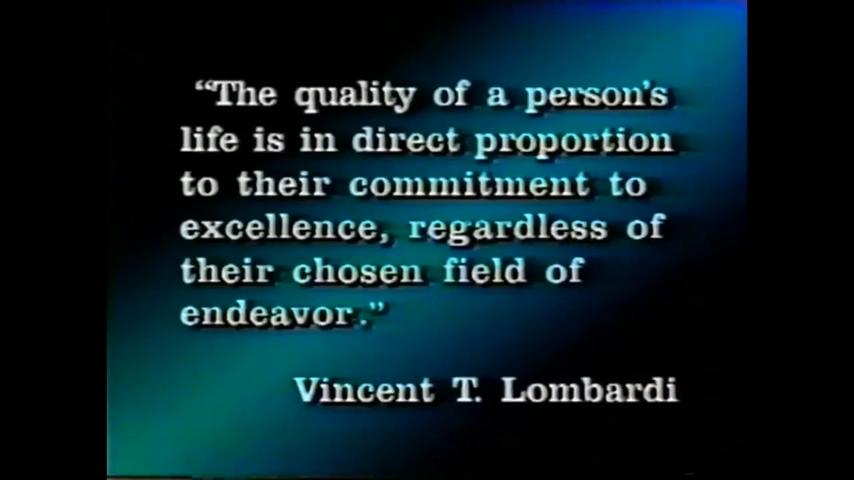 “The quality of a person's
life is in direct proportion
to their commitment to
excellence, regardless of
their chosen field of
endeavor.”
Vincent T. Lombardi